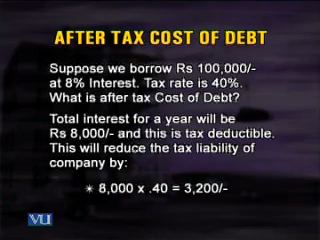 AFTER TAX COST OF DEBT
Suppose we borrow Rs 100,000/-
at 8% Interest. Tax rate is 40%.
What is after tax Cost of Debt?
Total interest for a year will be
Rs 8,000/- and this is tax deductible.
This will reduce the tax liability of
company by:
✴ 8,000 x .40 = 3,200/-
VU